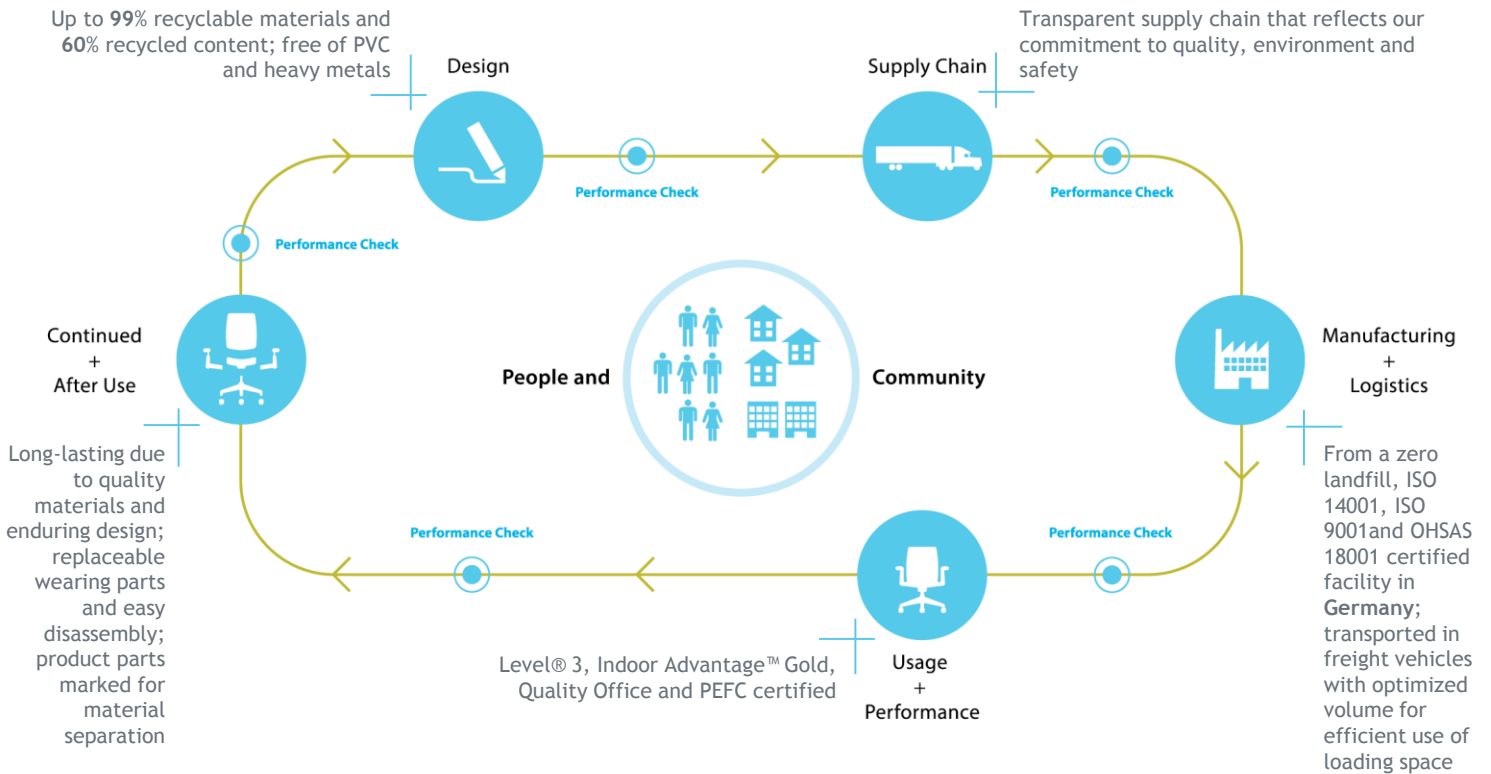 Up to 99% recyclable materials and
60% recycled content; free of PVC
and heavy metals
Design
Supply Chain
Transparent supply chain that reflects our
commitment to quality, environment and
safety
Performance Check
Performance Check
Performance Check
Continued
+
After Use
People and
Community
Manufacturing
+
Logistics
Long-lasting due
to quality
materials and
enduring design;
replaceable
wearing parts
and easy
disassembly;
product parts
marked for
material
separation
From a zero
landfill, ISO
14001, ISO
9001and OHSAS
18001 certified
facility in
Germany;
transported in
freight vehicles
with optimized
volume for
efficient use of
loading space
Performance Check
Performance Check
Level® 3, Indoor Advantage™ Gold,
Quality Office and PEFC certified
Usage
+
Performance